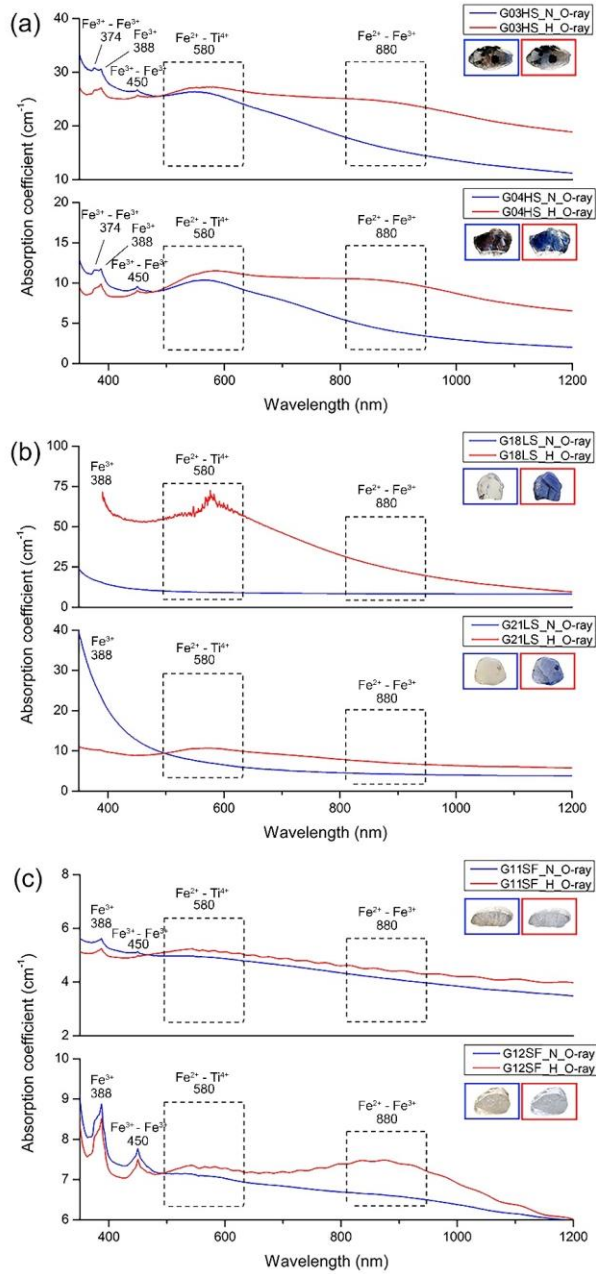 (a)
Fe³⁺ - Fe³⁺
374
Fe³⁺
388
Fe³⁺ - Fe³⁺
450
Fe²⁺ - Ti⁴⁺
580
Fe²⁺ - Fe³⁺
880
G03HS_N_O-ray
G03HS_H_O-ray
40
30
20
10
Fe³⁺ - Fe³⁺
374
Fe³⁺
388
Fe³⁺ - Fe³⁺
450
Fe²⁺ - Ti⁴⁺
580
Fe²⁺ - Fe³⁺
880
G04HS_N_O-ray
G04HS_H_O-ray
20
15
10
5
0
Absorption coefficient (cm⁻¹)
400 600 800 1000 1200
Wavelength (nm)
(b)
Fe³⁺
388
Fe²⁺ - Ti⁴⁺
580
Fe²⁺ - Fe³⁺
880
G18LS_N_O-ray
G18LS_H_O-ray
100
75
50
25
0
Fe³⁺
388
Fe²⁺ - Ti⁴⁺
580
Fe²⁺ - Fe³⁺
880
G21LS_N_O-ray
G21LS_H_O-ray
40
30
20
10
0
Absorption coefficient (cm⁻¹)
400 600 800 1000 1200
Wavelength (nm)
(c)
Fe³⁺
388
Fe³⁺ - Fe³⁺
450
Fe²⁺ - Ti⁴⁺
580
Fe²⁺ - Fe³⁺
880
G11SF_N_O-ray
G11SF_H_O-ray
8
6
4
2
Fe³⁺
388
Fe³⁺ - Fe³⁺
450
Fe²⁺ - Ti⁴⁺
580
Fe²⁺ - Fe³⁺
880
G12SF_N_O-ray
G12SF_H_O-ray
10
9
8
7
6
Absorption coefficient (cm⁻¹)
400 600 800 1000 1200
Wavelength (nm)